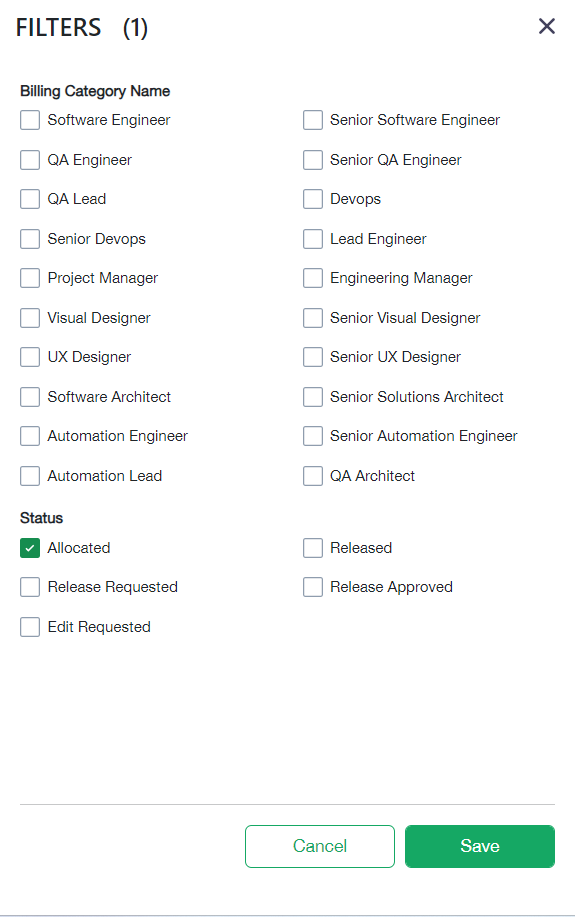 FILTERS (1)
Billing Category Name
Software Engineer Senior Software Engineer
QA Engineer Senior QA Engineer
QA Lead Devops
Senior Devops Lead Engineer
Project Manager Engineering Manager
Visual Designer Senior Visual Designer
UX Designer Senior UX Designer
Software Architect Senior Solutions Architect
Automation Engineer Senior Automation Engineer
Automation Lead QA Architect
Status
Allocated Released
Release Requested Release Approved
Edit Requested
Cancel Save